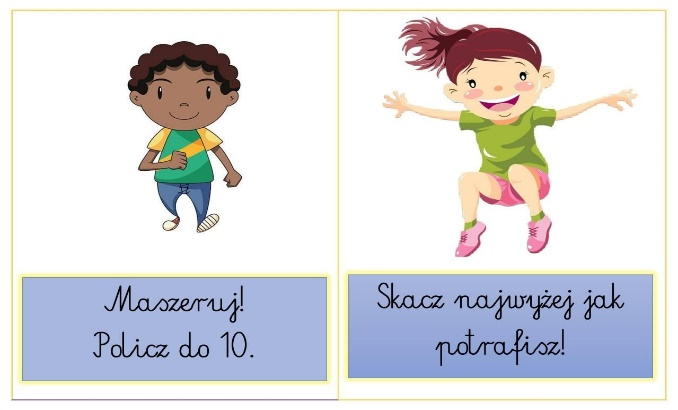 Maszeruj!
Policz do 10.
Skacz najwyżej jak
potrafisz!